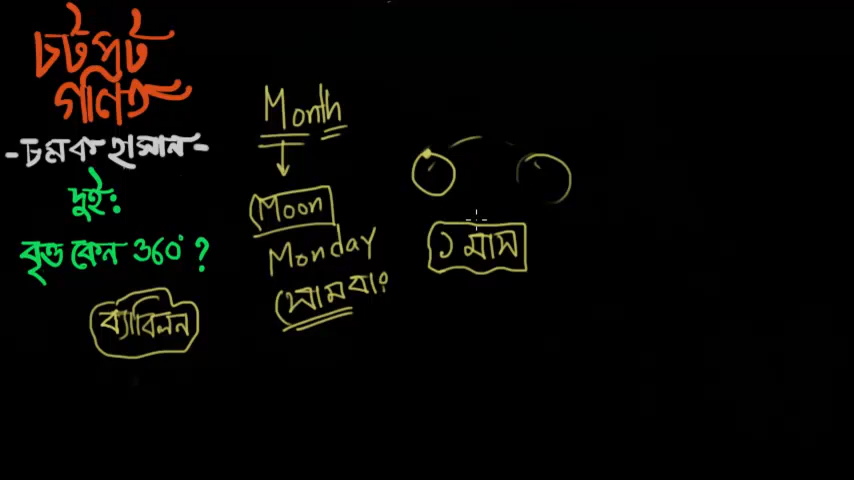 চটপট
গণিত
-চমক হাসান-
দুই:
বৃত্ত কেন 360° ?
ব্যাবিলন
Month
Moon
Monday
সোমবাং
১ মাস